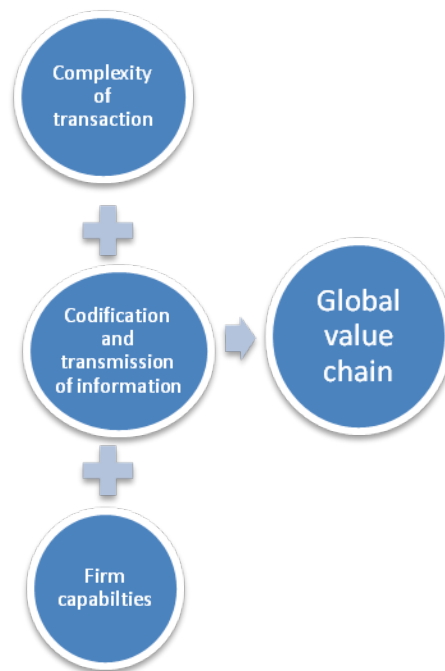 Complexity
of
transaction
Codification
and
transmission
of information
Global
value
chain
Firm
capabilties